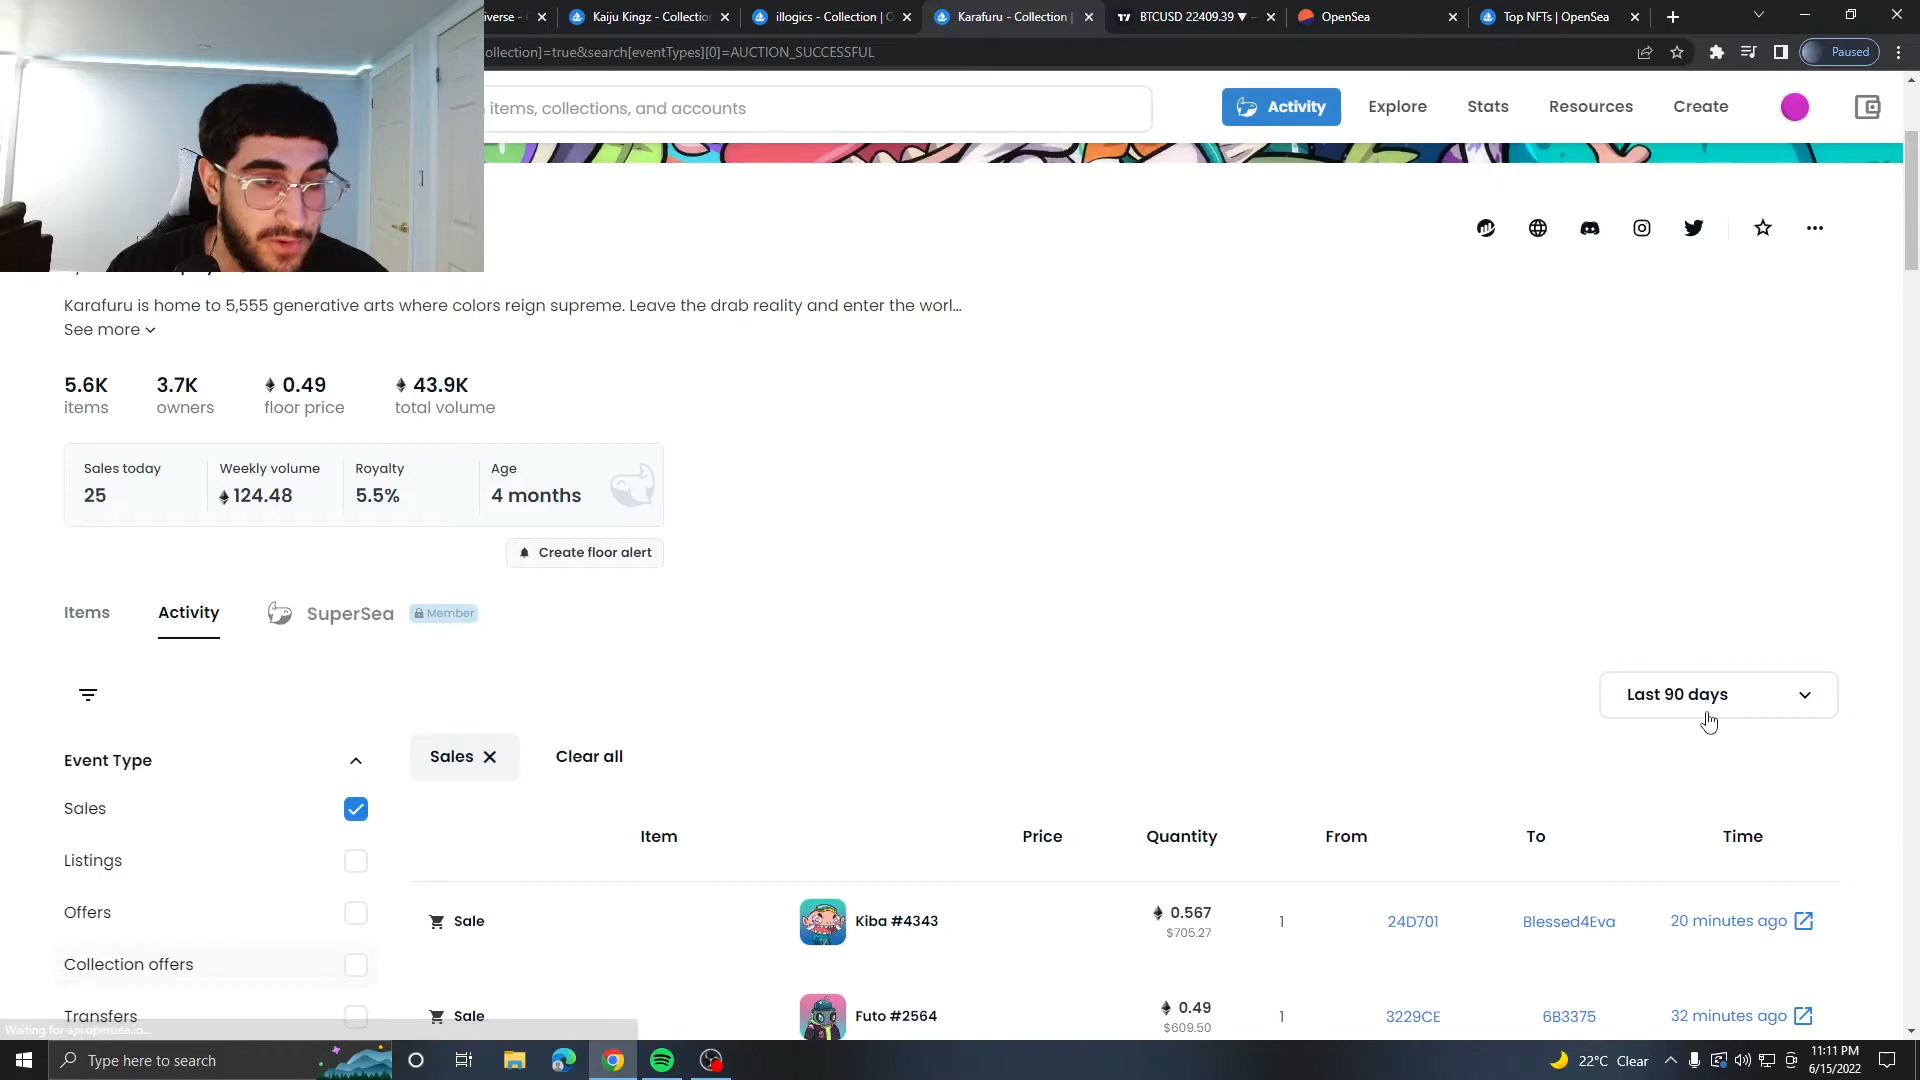 iverse -
Kaiju Kingz - Collection
illogics - Collection |
Karafuru - Collection |
BTCUSD 22409.39 ▼
OpenSea
Top NFTs | OpenSea
ollection]=true&search[eventTypes][0]=AUCTION_SUCCESSFUL
Paused
items, collections, and accounts
Activity
Explore
Stats
Resources
Create
Karafuru is home to 5,555 generative arts where colors reign supreme. Leave the drab reality and enter the worl...
See more
5.6K
3.7K
0.49
43.9K
items
owners
floor price
total volume
Sales today
Weekly volume
Royalty
Age
25
124.48
5.5%
4 months
Create floor alert
Items
Activity
SuperSea
Member
Last 90 days
Event Type
Sales
Clear all
Sales
Listings
Offers
Collection offers
Transfers
Item
Price
Quantity
From
To
Time
Sale
Kiba #4343
0.567
$705.27
1
24D701
Blessed4Eva
20 minutes ago
Sale
Futo #2564
0.49
$609.50
1
3229CE
6B3375
32 minutes ago
Waiting for api.opensea.io...
Type here to search
22°C Clear
11:11 PM
6/15/2022